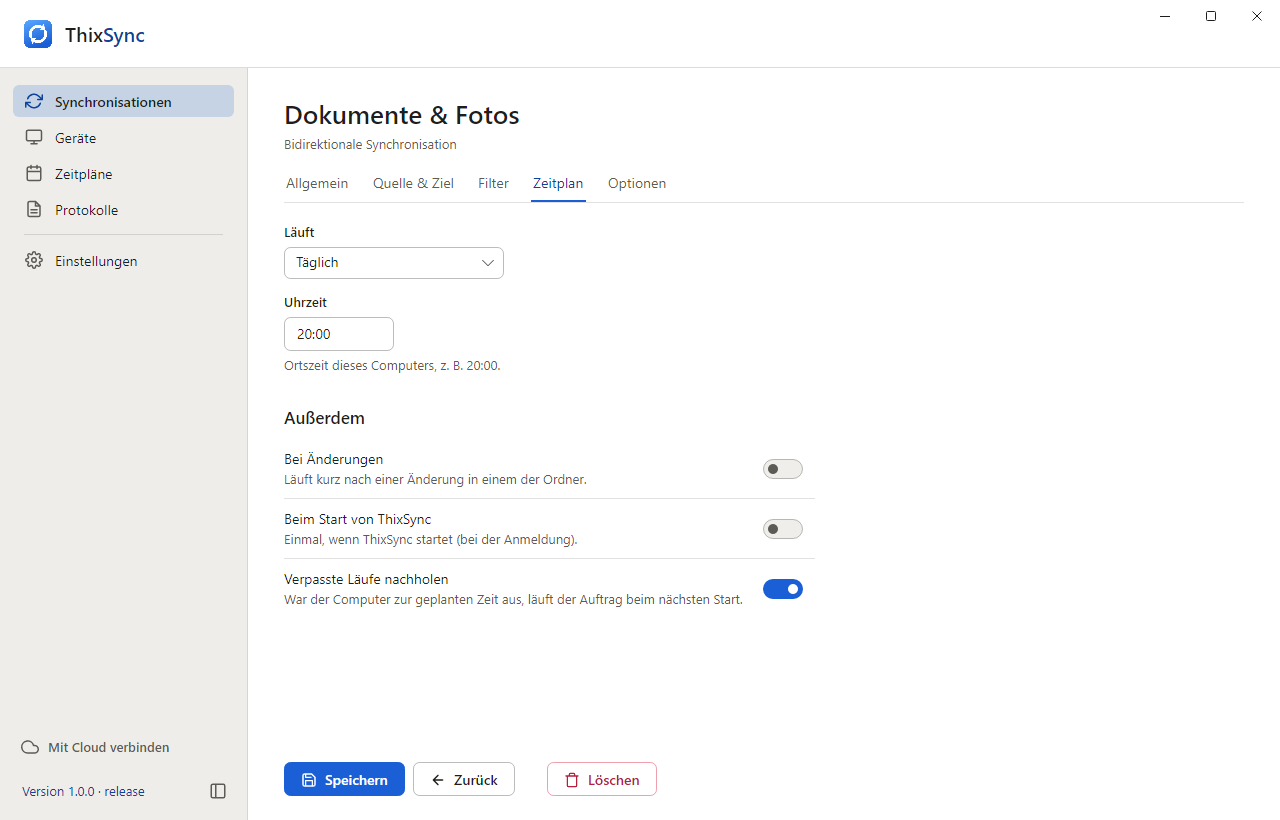 ThixSync
Synchronisationen
Geräte
Zeitpläne
Protokolle
Einstellungen
Mit Cloud verbinden
Version 1.0.0 · release
Dokumente & Fotos
Bidirektionale Synchronisation
Allgemein Quelle & Ziel Filter Zeitplan Optionen
Läuft
Täglich
Uhrzeit
20:00
Ortszeit dieses Computers, z. B. 20:00.
Außerdem
Bei Änderungen
Läuft kurz nach einer Änderung in einem der Ordner.
Beim Start von ThixSync
Einmal, wenn ThixSync startet (bei der Anmeldung).
Verpasste Läufe nachholen
War der Computer zur geplanten Zeit aus, läuft der Auftrag beim nächsten Start.
Speichern Zurück Löschen